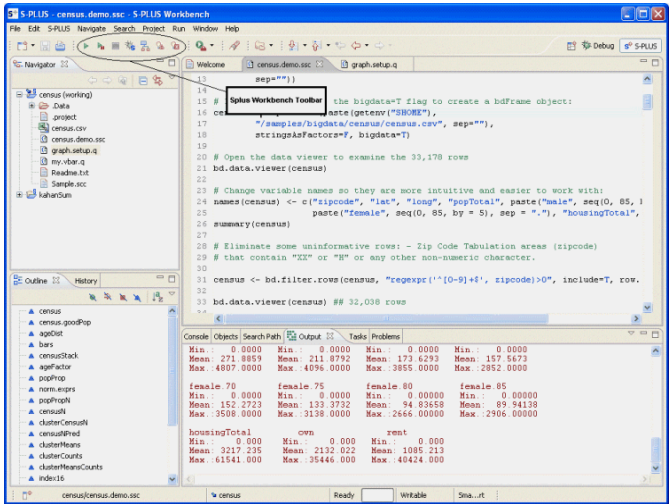 S-PLUS - census.demo.ssc - S-PLUS Workbench
File Edit S-PLUS Navigate Search Project Run Window Help
Debug S-PLUS
Navigator
census (working)
.Data
.project
census.csv
census.demo.ssc
graph.setup.q
my.vbar.q
Readme.txt
Sample.scc
kahanSum
Welcome census.demo.ssc graph.setup.q
13 sep=""))
14
Splus Workbench Toolbar
15 # the bigdata=T flag to create a bdFrame object:
16 ce aste(getenv("SHOME"),
17 "/samples/bigdata/census/census.csv", sep=""),
18 stringsAsFactors=F, bigdata=T)
19
20 # Open the data viewer to examine the 33,178 rows
21 bd.data.viewer(census)
22
23 # Change variable names so they are more intuitive and easier to work with:
24 names(census) <- c("zipcode", "lat", "long", "popTotal", paste("male", seq(0, 85, 
25 paste("female", seq(0, 85, by = 5), sep = "."), "housingTotal",
26 summary(census)
27
28 # Eliminate some uninformative rows: - Zip Code Tabulation areas (zipcode)
29 # that contain "XX" or "H" or any other non-numeric character.
30
31 census <- bd.filter.rows(census, "regexpr('^[0-9]+$', zipcode)>0", include=T, row.
32
33 bd.data.viewer(census) ## 32,038 rows
Outline History
census
census.goodPop
ageDist
bars
censusStack
ageFactor
popProp
norm.exprs
popPropN
censusN
clusterCensusN
censusNPred
clusterMeans
clusterCounts
clusterMeansCounts
index16
Console Objects Search Path Output Tasks Problems
Min.: 0.0000 Min.: 0.0000 Min.: 0.0000 Min.: 0.0000
Mean: 271.8859 Mean: 211.8792 Mean: 173.6293 Mean: 157.5673
Max.:4807.0000 Max.:4096.0000 Max.:3855.0000 Max.:2852.0000
female.70 female.75 female.80 female.85
Min.: 0.0000 Min.: 0.0000 Min.: 0.00000 Min.: 0.00000
Mean: 152.2723 Mean: 133.3732 Mean: 94.83658 Mean: 89.94138
Max.:3508.0000 Max.:3138.0000 Max.:2666.00000 Max.:2906.00000
housingTotal own rent
Min.: 0.000 Min.: 0.000 Min.: 0.000
Mean: 3217.235 Mean: 2132.022 Mean: 1085.213
Max.:61541.000 Max.:35446.000 Max.:40424.000
census/census.demo.ssc census Ready Writable Sma...rt